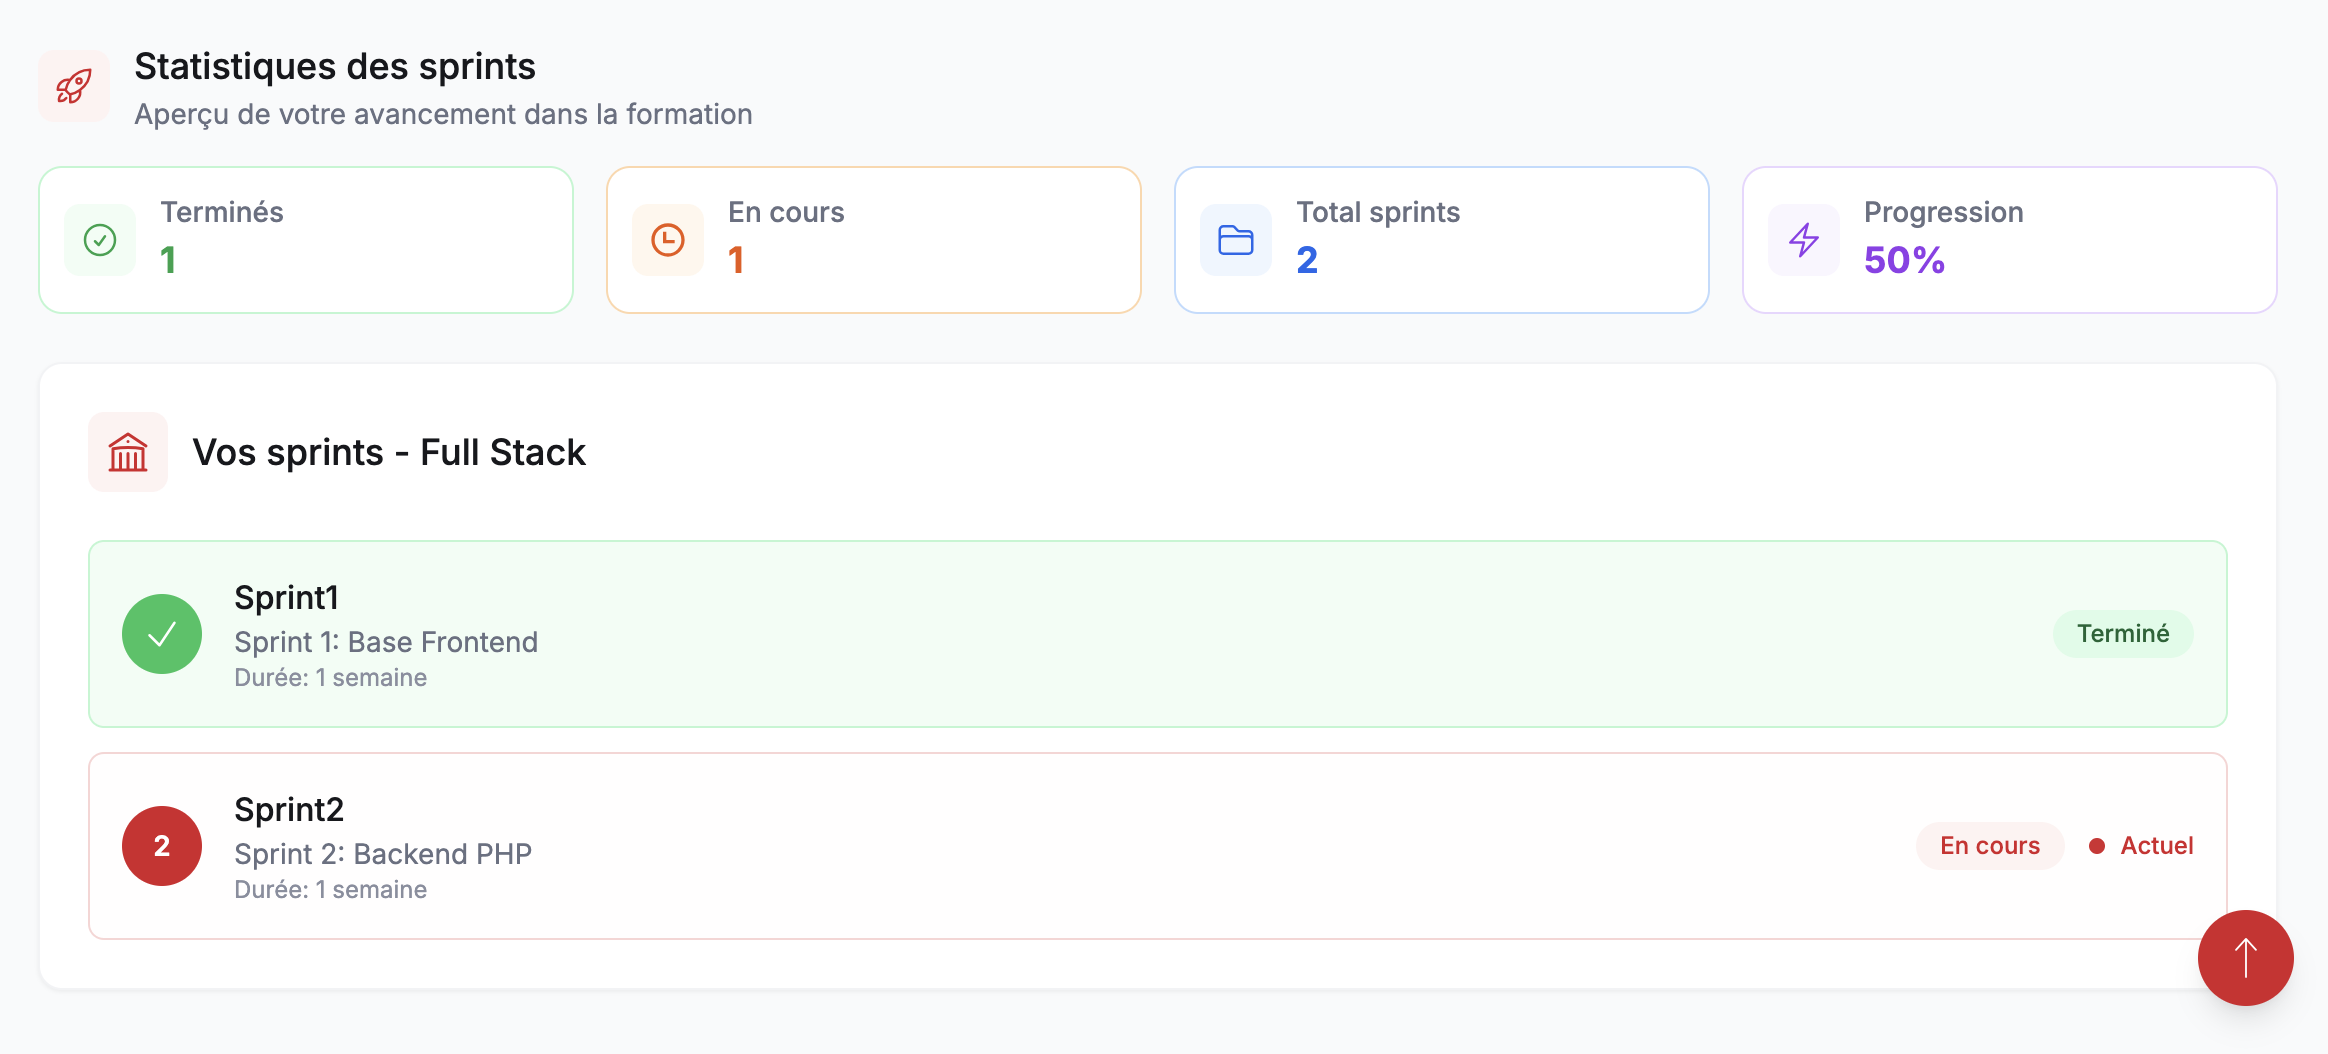 Statistiques des sprints
Aperçu de votre avancement dans la formation
Terminés
1
En cours
1
Total sprints
2
Progression
50%
Vos sprints - Full Stack
Sprint1
Sprint 1: Base Frontend
Durée: 1 semaine
Terminé
2
Sprint2
Sprint 2: Backend PHP
Durée: 1 semaine
En cours
Actuel